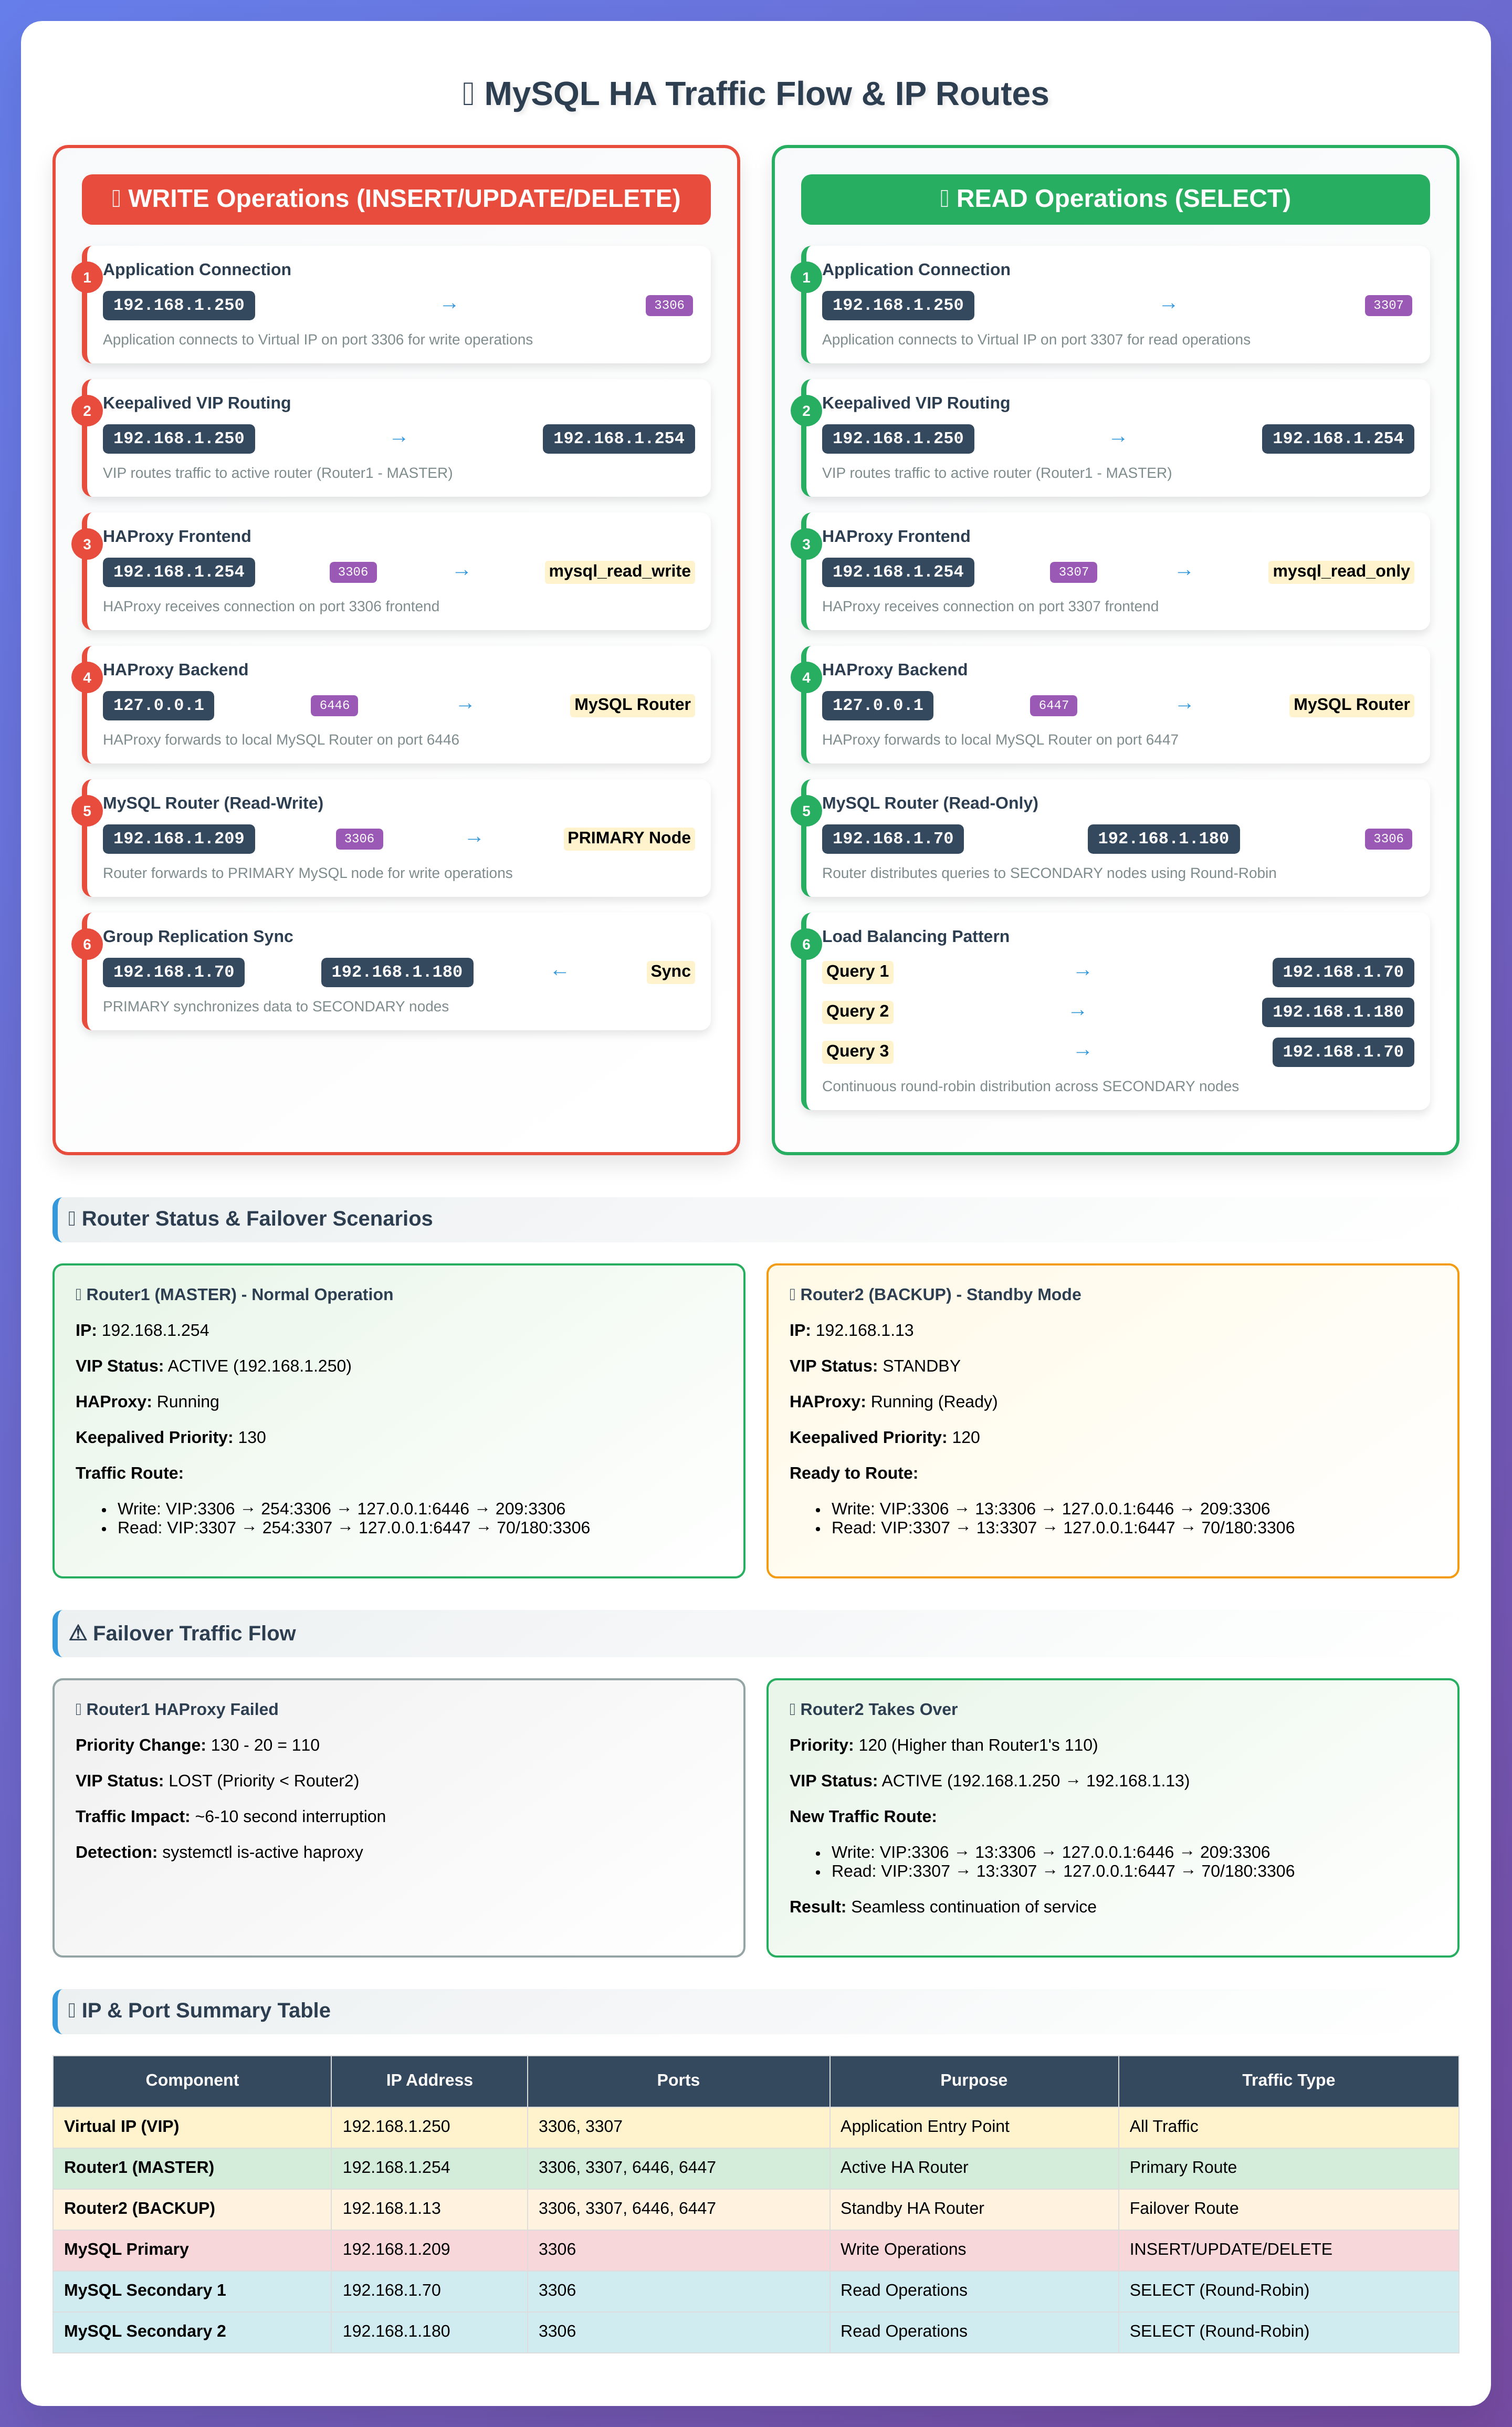 MySQL HA Traffic Flow & IP Routes
WRITE Operations (INSERT/UPDATE/DELETE)
1
Application Connection
192.168.1.250 → 3306
Application connects to Virtual IP on port 3306 for write operations
2
Keepalived VIP Routing
192.168.1.250 → 192.168.1.254
VIP routes traffic to active router (Router1 - MASTER)
3
HAProxy Frontend
192.168.1.254 3306 → mysql_read_write
HAProxy receives connection on port 3306 frontend
4
HAProxy Backend
127.0.0.1 6446 → MySQL Router
HAProxy forwards to local MySQL Router on port 6446
5
MySQL Router (Read-Write)
192.168.1.209 3306 → PRIMARY Node
Router forwards to PRIMARY MySQL node for write operations
6
Group Replication Sync
192.168.1.70 192.168.1.180 ← Sync
PRIMARY synchronizes data to SECONDARY nodes
READ Operations (SELECT)
1
Application Connection
192.168.1.250 → 3307
Application connects to Virtual IP on port 3307 for read operations
2
Keepalived VIP Routing
192.168.1.250 → 192.168.1.254
VIP routes traffic to active router (Router1 - MASTER)
3
HAProxy Frontend
192.168.1.254 3307 → mysql_read_only
HAProxy receives connection on port 3307 frontend
4
HAProxy Backend
127.0.0.1 6447 → MySQL Router
HAProxy forwards to local MySQL Router on port 6447
5
MySQL Router (Read-Only)
192.168.1.70 192.168.1.180 3306
Router distributes queries to SECONDARY nodes using Round-Robin
6
Load Balancing Pattern
Query 1 → 192.168.1.70
Query 2 → 192.168.1.180
Query 3 → 192.168.1.70
Continuous round-robin distribution across SECONDARY nodes
Router Status & Failover Scenarios
Router1 (MASTER) - Normal Operation
IP: 192.168.1.254
VIP Status: ACTIVE (192.168.1.250)
HAProxy: Running
Keepalived Priority: 130
Traffic Route:
• Write: VIP:3306 → 254:3306 → 127.0.0.1:6446 → 209:3306
• Read: VIP:3307 → 254:3307 → 127.0.0.1:6447 → 70/180:3306
Router2 (BACKUP) - Standby Mode
IP: 192.168.1.13
VIP Status: STANDBY
HAProxy: Running (Ready)
Keepalived Priority: 120
Ready to Route:
• Write: VIP:3306 → 13:3306 → 127.0.0.1:6446 → 209:3306
• Read: VIP:3307 → 13:3307 → 127.0.0.1:6447 → 70/180:3306
⚠ Failover Traffic Flow
Router1 HAProxy Failed
Priority Change: 130 - 20 = 110
VIP Status: LOST (Priority < Router2)
Traffic Impact: ~6-10 second interruption
Detection: systemctl is-active haproxy
Router2 Takes Over
Priority: 120 (Higher than Router1's 110)
VIP Status: ACTIVE (192.168.1.250 → 192.168.1.13)
New Traffic Route:
• Write: VIP:3306 → 13:3306 → 127.0.0.1:6446 → 209:3306
• Read: VIP:3307 → 13:3307 → 127.0.0.1:6447 → 70/180:3306
Result: Seamless continuation of service
IP & Port Summary Table
Component IP Address Ports Purpose Traffic Type
Virtual IP (VIP) 192.168.1.250 3306, 3307 Application Entry Point All Traffic
Router1 (MASTER) 192.168.1.254 3306, 3307, 6446, 6447 Active HA Router Primary Route
Router2 (BACKUP) 192.168.1.13 3306, 3307, 6446, 6447 Standby HA Router Failover Route
MySQL Primary 192.168.1.209 3306 Write Operations INSERT/UPDATE/DELETE
MySQL Secondary 1 192.168.1.70 3306 Read Operations SELECT (Round-Robin)
MySQL Secondary 2 192.168.1.180 3306 Read Operations SELECT (Round-Robin)